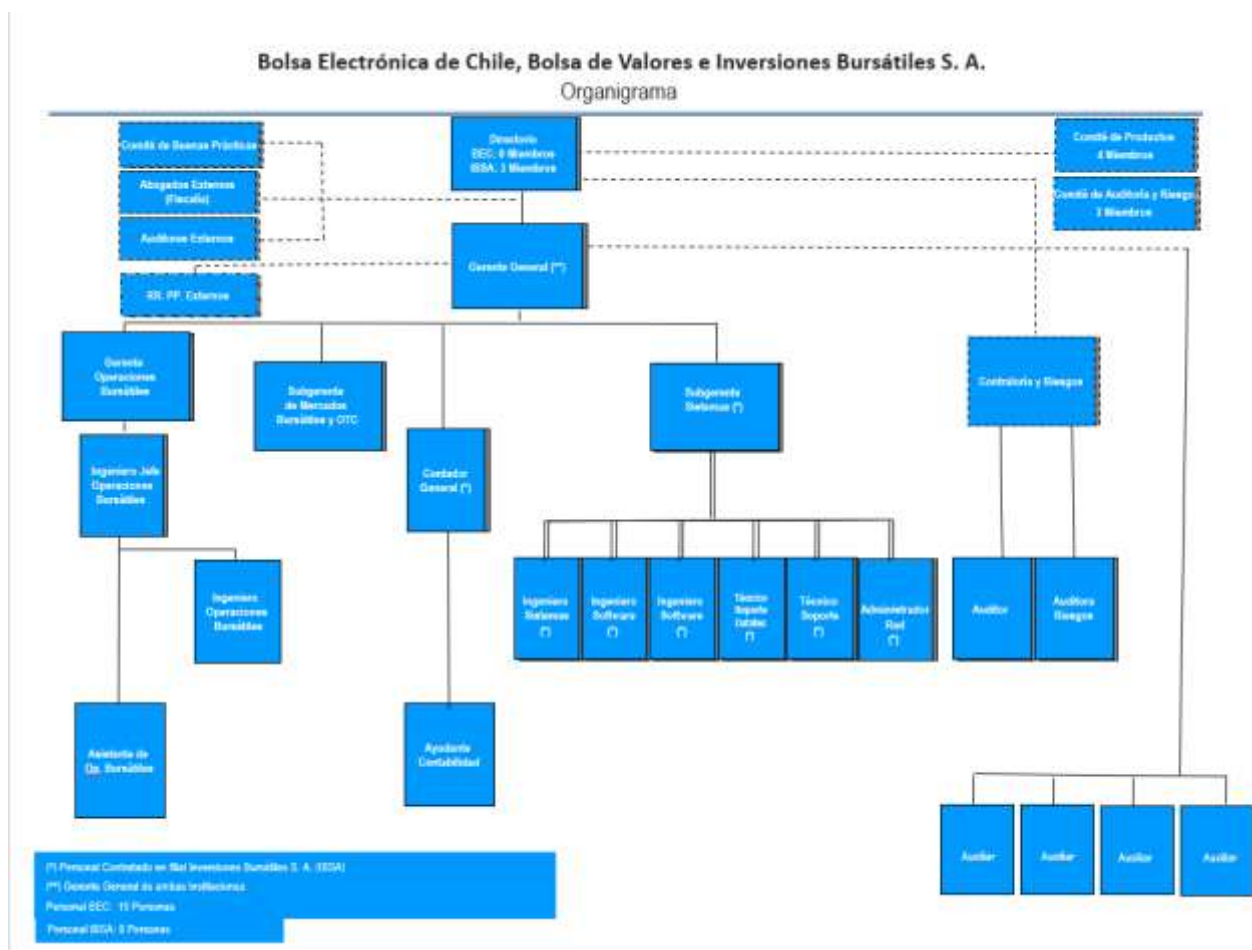 Bolsa Electrónica de Chile, Bolsa de Valores e Inversiones Bursátiles S. A.
Organigrama
Comité de Buenas Prácticas
Directorio
BEC: 8 Miembros
IBSA: 3 Miembros
Comité de Productos
4 Miembros
Abogados Externos
(Fiscalía)
Comité de Auditoría y Riesgo
3 Miembros
Auditores Externos
Gerente General (**)
RR. PP. Externos
Gerente
Operaciones
Bursátiles
Subgerente
de Mercados
Bursátiles y OTC
Subgerente
Sistemas (*)
Contraloría y Riesgos
Ingeniero Jefe
Operaciones
Bursátiles
Contador
General (*)
Ingeniero
Operaciones
Bursátiles
Ingeniero
Sistemas
(*)
Ingeniero
Software
(*)
Ingeniero
Software
(*)
Técnico
Soporte
(*)
Técnico
Soporte
(*)
Administrador
Red
(*)
Auditor
Auditora
Riesgos
Asistente de
Op. Bursátiles
Ayudante
Contabilidad
Auxiliar
Auxiliar
Auxiliar
Auxiliar
(*) Personal Contratado en filial Inversiones Bursátiles S. A. (IBSA)
(**) Gerente General de ambas Instituciones
Personal BEC: 15 Personas
Personal IBSA: 8 Personas